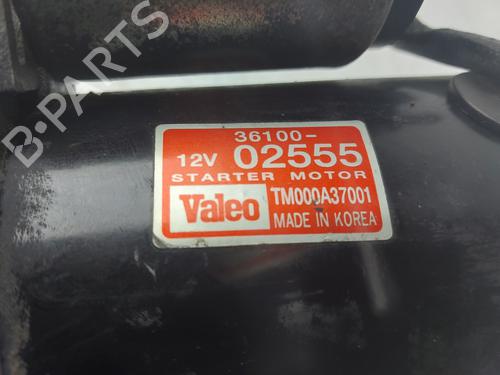 B-PARTS
36100-
12V 02555
STARTER MOTOR
Valeo TM000A37001
MADE IN KOREA